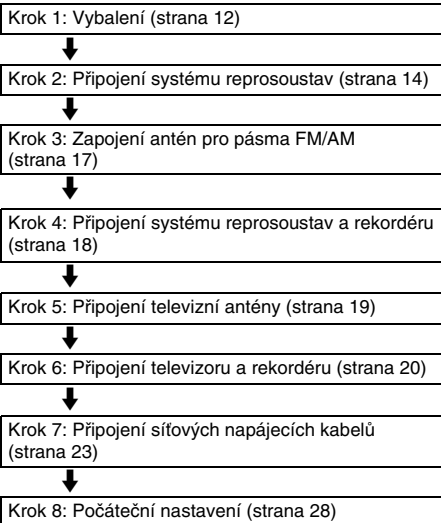 Krok 1: Vybalení (strana 12)
Krok 2: Připojení systému reprosoustav (strana 14)
Krok 3: Zapojení antén pro pásma FM/AM
(strana 17)
Krok 4: Připojení systému reprosoustav a rekordéru
(strana 18)
Krok 5: Připojení televizní antény (strana 19)
Krok 6: Připojení televizoru a rekordéru (strana 20)
Krok 7: Připojení síťových napájecích kabelů
(strana 23)
Krok 8: Počáteční nastavení (strana 28)